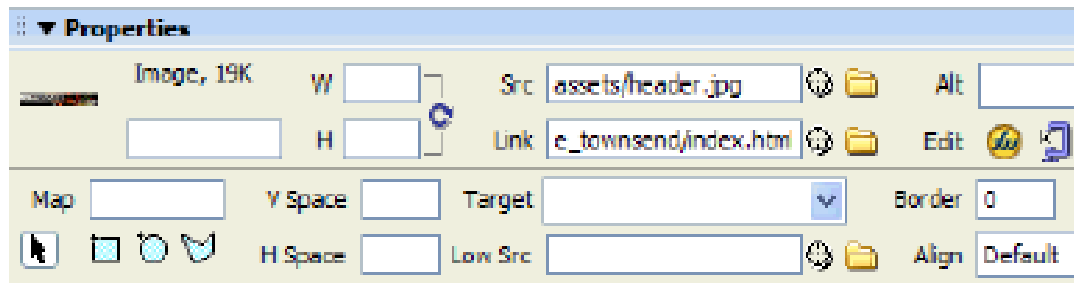 Properties
Image, 19K W Src assets/header.jpg Alt
H Link e_townsend/index.html Edit
Map V Space Target Border 0
H Space Low Src Align Default